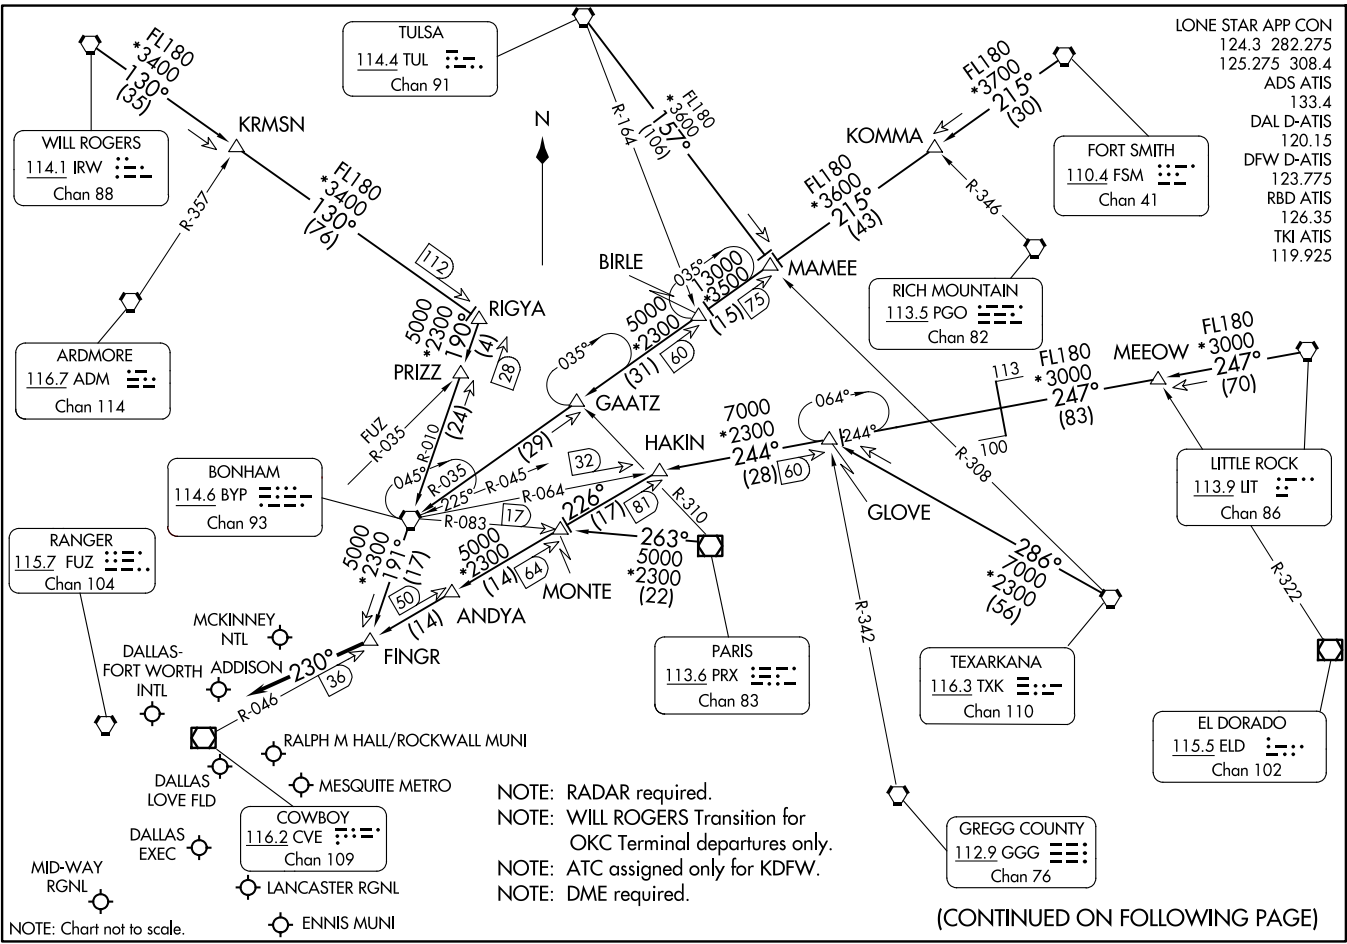 LONE STAR APP CON
124.3 282.275
125.275 308.4
ADS ATIS
133.4
DAL D-ATIS
120.15
DFW D-ATIS
123.775
RBD ATIS
126.35
TKI ATIS
119.925
TULSA
114.4 TUL
Chan 91
FL180
*3400
130°
(35)
WILL ROGERS
114.1 IRW
Chan 88
KRMSN
FL180
*3400
130°
(76)
R-357
112
N
R-164
FL180
*3600
157°
(106)
FL180
*3700
215°
(30)
KOMMA
FORT SMITH
110.4 FSM
Chan 41
FL180
*3600
215°
(43)
R-346
RICH MOUNTAIN
113.5 PGO
Chan 82
BIRLE
035°
13000
*3500
(15)
75
MAMEE
ARDMORE
116.7 ADM
Chan 114
RIGYA
5000
*2300
190°
(4)
28
PRIZZ
5000
*2300
(31)
60
035°
GAATZ
FUZ
R-035
R-010
(24)
(29)
MEEOW
FL180
*3000
247°
(70)
FL180
*3000
247°
(83)
113
100
LITTLE ROCK
113.9 LIT
Chan 86
R-322
EL DORADO
115.5 ELD
Chan 102
HAKIN
7000
*2300
244°
(28)
60
064°
244°
GLOVE
R-308
R-342
286°
7000
*2300
(56)
TEXARKANA
116.3 TXK
Chan 110
GREGG COUNTY
112.9 GGG
Chan 76
BONHAM
114.6 BYP
Chan 93
045°
R-035
225°
R-045
R-064
32
R-083
17
226°
(17)
81
R-310
263°
5000
*2300
(22)
PARIS
113.6 PRX
Chan 83
MONTE
5000
*2300
(14)
64
ANDYA
5000
*2300
191°
(17)
50
(14)
FINGR
230°
36
R-046
RANGER
115.7 FUZ
Chan 104
MCKINNEY
NTL
DALLAS-
FORT WORTH
INTL
ADDISON
RALPH M HALL/ROCKWALL MUNI
DALLAS
LOVE FLD
MESQUITE METRO
COWBOY
116.2 CVE
Chan 109
DALLAS
EXEC
MID-WAY
RGNL
LANCASTER RGNL
ENNIS MUNI
NOTE: Chart not to scale.
NOTE: RADAR required.
NOTE: WILL ROGERS Transition for
OKC Terminal departures only.
NOTE: ATC assigned only for KDFW.
NOTE: DME required.
(CONTINUED ON FOLLOWING PAGE)